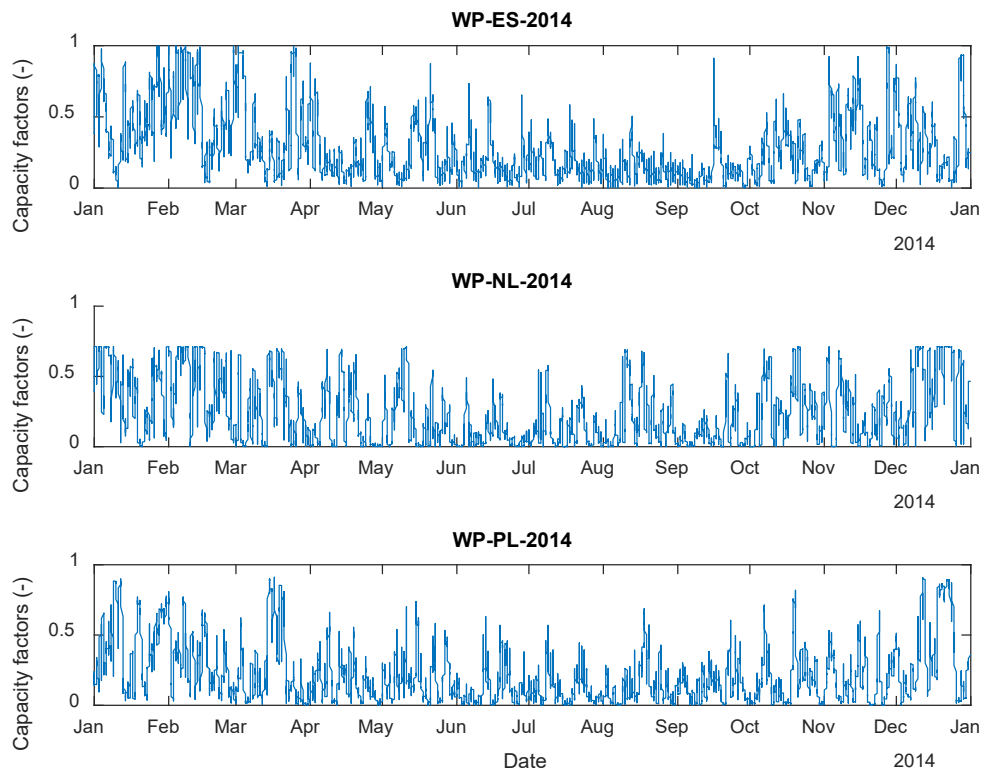 WP-ES-2014
Capacity factors (-)
1
0.5
0
Jan Feb Mar Apr May Jun Jul Aug Sep Oct Nov Dec Jan
2014
WP-NL-2014
Capacity factors (-)
1
0.5
0
Jan Feb Mar Apr May Jun Jul Aug Sep Oct Nov Dec Jan
2014
WP-PL-2014
Capacity factors (-)
1
0.5
0
Jan Feb Mar Apr May Jun Jul Aug Sep Oct Nov Dec Jan
Date 2014